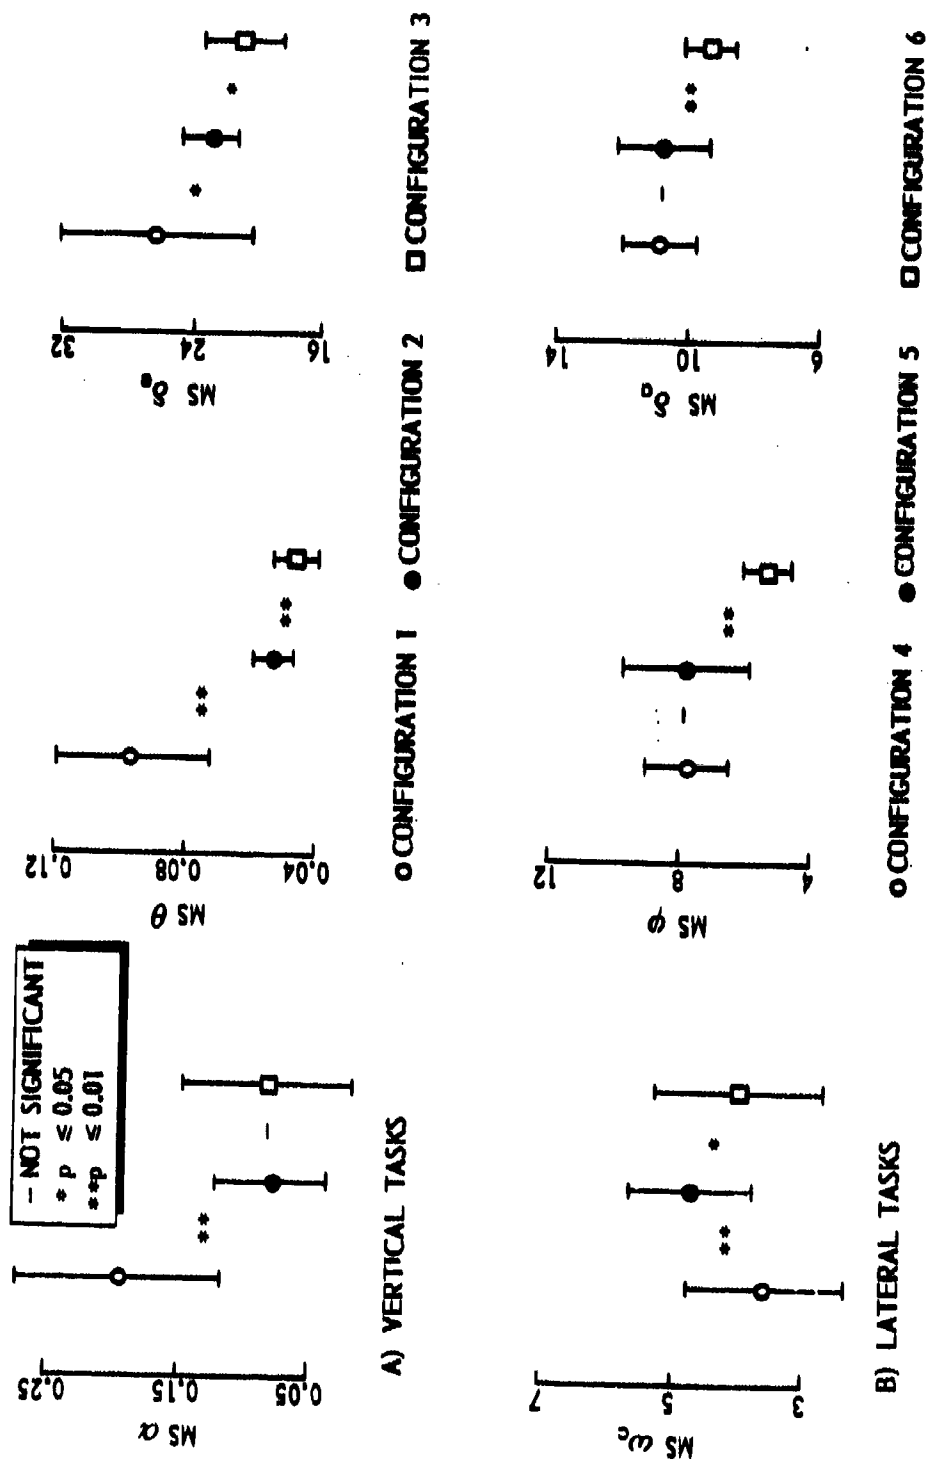 — NOT SIGNIFICANT
* p ≤ 0.05
**p ≤ 0.01
MS α
0.25
0.15
0.05
MS θ
0.12
0.08
0.04
MS δe
32
24
16
** — ** ** * *
A) VERTICAL TASKS
○ CONFIGURATION 1 ● CONFIGURATION 2 □ CONFIGURATION 3
MS ωc
7
5
3
MS φ
12
8
4
MS δa
14
10
6
** * — ** — **
B) LATERAL TASKS
○ CONFIGURATION 4 ● CONFIGURATION 5 □ CONFIGURATION 6